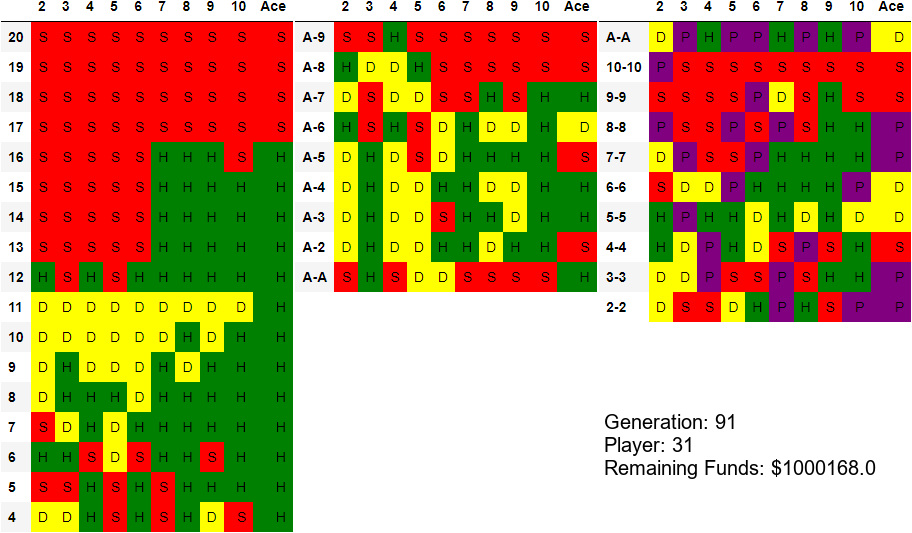 2 3 4 5 6 7 8 9 10 Ace
20 S S S S S S S S S S
19 S S S S S S S S S S
18 S S S S S S S S S S
17 S S S S S S S S S S
16 S S S S S H H H S H
15 S S S S S H H H H H
14 S S S S S H H H H H
13 S S S S S H H H H H
12 H S H S H H H H H H
11 D D D D D D D D D H
10 D D D D D D H D H H
9 D H D D D H D H H H
8 D H H H D H H H H H
7 S D H D H H H H H H
6 H H S D S H H S H H
5 S S H S H S H H H H
4 D D H S H S H D S H
2 3 4 5 6 7 8 9 10 Ace
A-9 S S H S S S S S S S
A-8 H D D H S S S S S S
A-7 D S D D S S H S H H
A-6 H S H S D H D D H D
A-5 D H D S D H H H H S
A-4 D H D D H H D D H H
A-3 D H D D S H H D H H
A-2 D H D D H H D H H S
A-A S H S D D S S S S H
2 3 4 5 6 7 8 9 10 Ace
A-A D P H P P H P H P D
10-10 P S S S S S S S S S
9-9 S S S S P D S H S S
8-8 P S S P S P S H H P
7-7 D P S S P H H H H P
6-6 S D D P H H H H P D
5-5 H P H H D H D H D D
4-4 H D P H D S P S H S
3-3 D D P S S P S H H P
2-2 D S S D H P H S P P
Generation: 91
Player: 31
Remaining Funds: $1000168.0